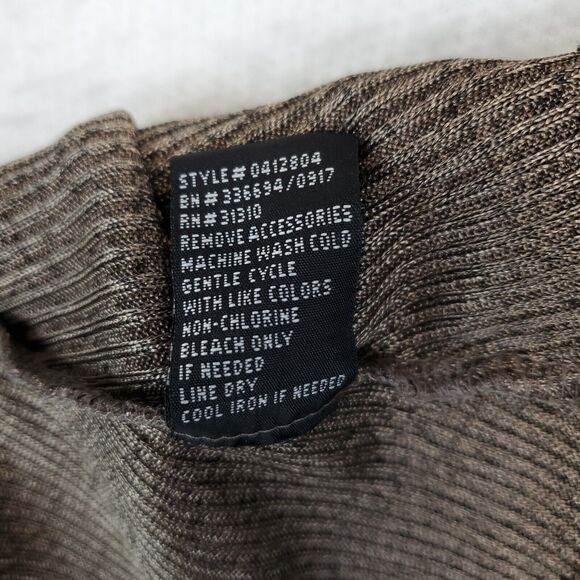 STYLE# 0412804
BN# 336694/0917
RN# 31310
REMOVE ACCESSORIES
MACHINE WASH COLD
GENTLE CYCLE
WITH LIKE COLORS
NON-CHLORINE
BLEACH ONLY
IF NEEDED
LINE DRY
COOL IRON IF NEEDED